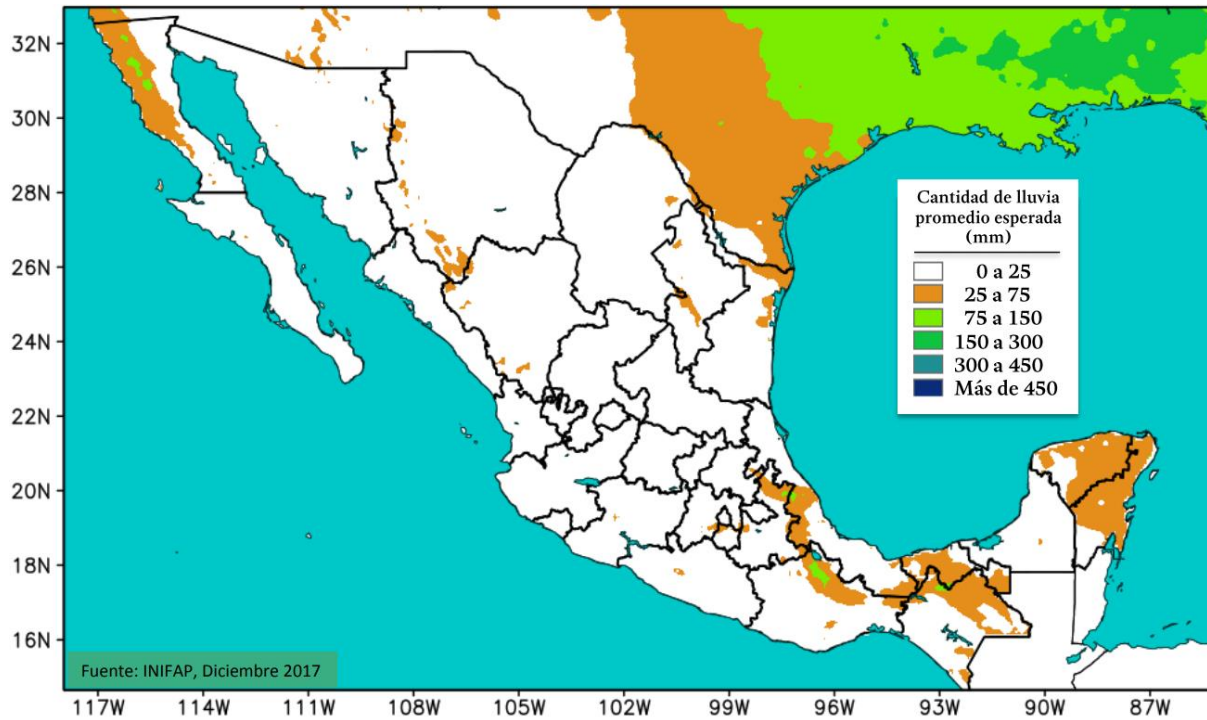 32N
30N
28N
26N
24N
22N
20N
18N
16N
Cantidad de lluvia
promedio esperada
(mm)
0 a 25
25 a 75
75 a 150
150 a 300
300 a 450
Más de 450
Fuente: INIFAP, Diciembre 2017
117W 114W 111W 108W 105W 102W 99W 96W 93W 90W 87W